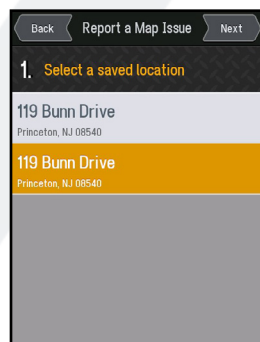 Back Report a Map Issue Next
1. Select a saved location
119 Bunn Drive
Princeton, NJ 08540
119 Bunn Drive
Princeton, NJ 08540